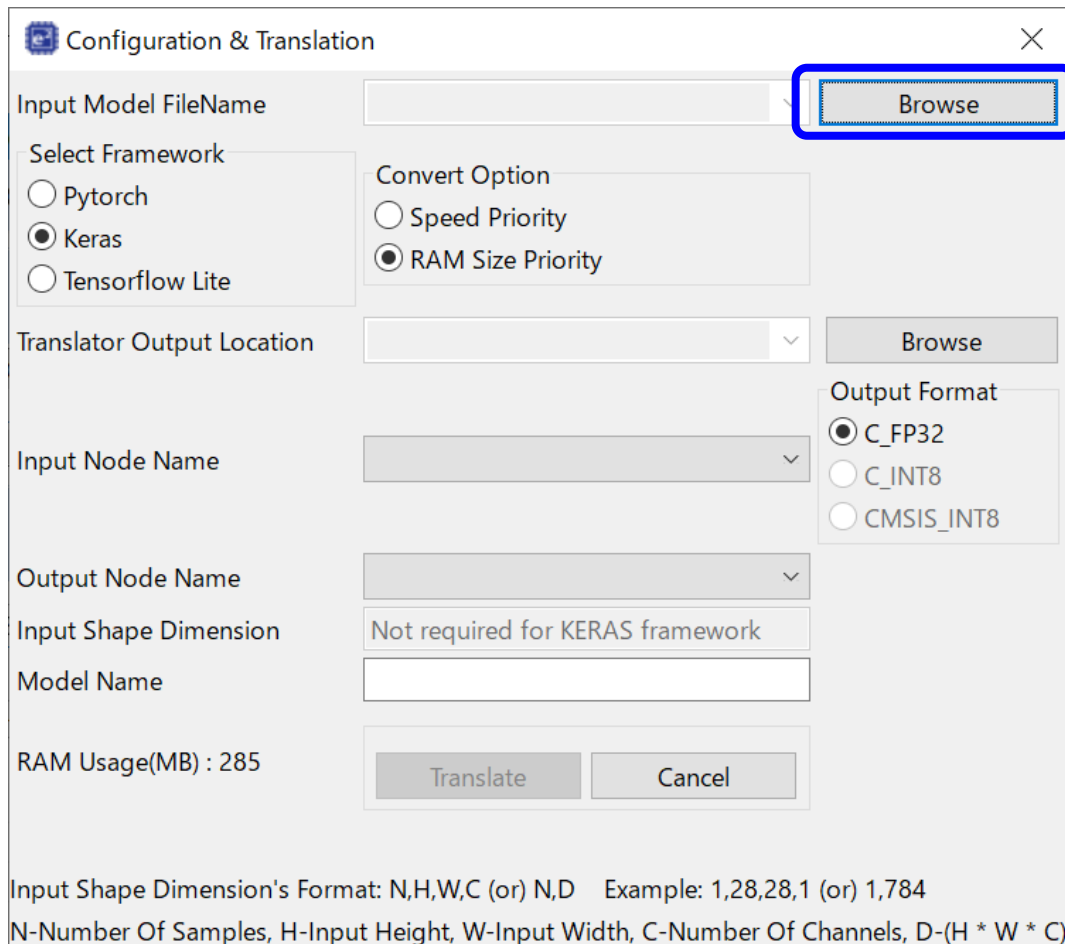 e²
Configuration & Translation
Input Model FileName
Browse
Select Framework
Pytorch
Keras
Tensorflow Lite
Convert Option
Speed Priority
RAM Size Priority
Translator Output Location
Browse
Output Format
C_FP32
C_INT8
CMSIS_INT8
Input Node Name
Output Node Name
Input Shape Dimension
Not required for KERAS framework
Model Name
RAM Usage(MB) : 285
Translate
Cancel
Input Shape Dimension's Format: N,H,W,C (or) N,D Example: 1,28,28,1 (or) 1,784
N-Number Of Samples, H-Input Height, W-Input Width, C-Number Of Channels, D-(H * W * C)